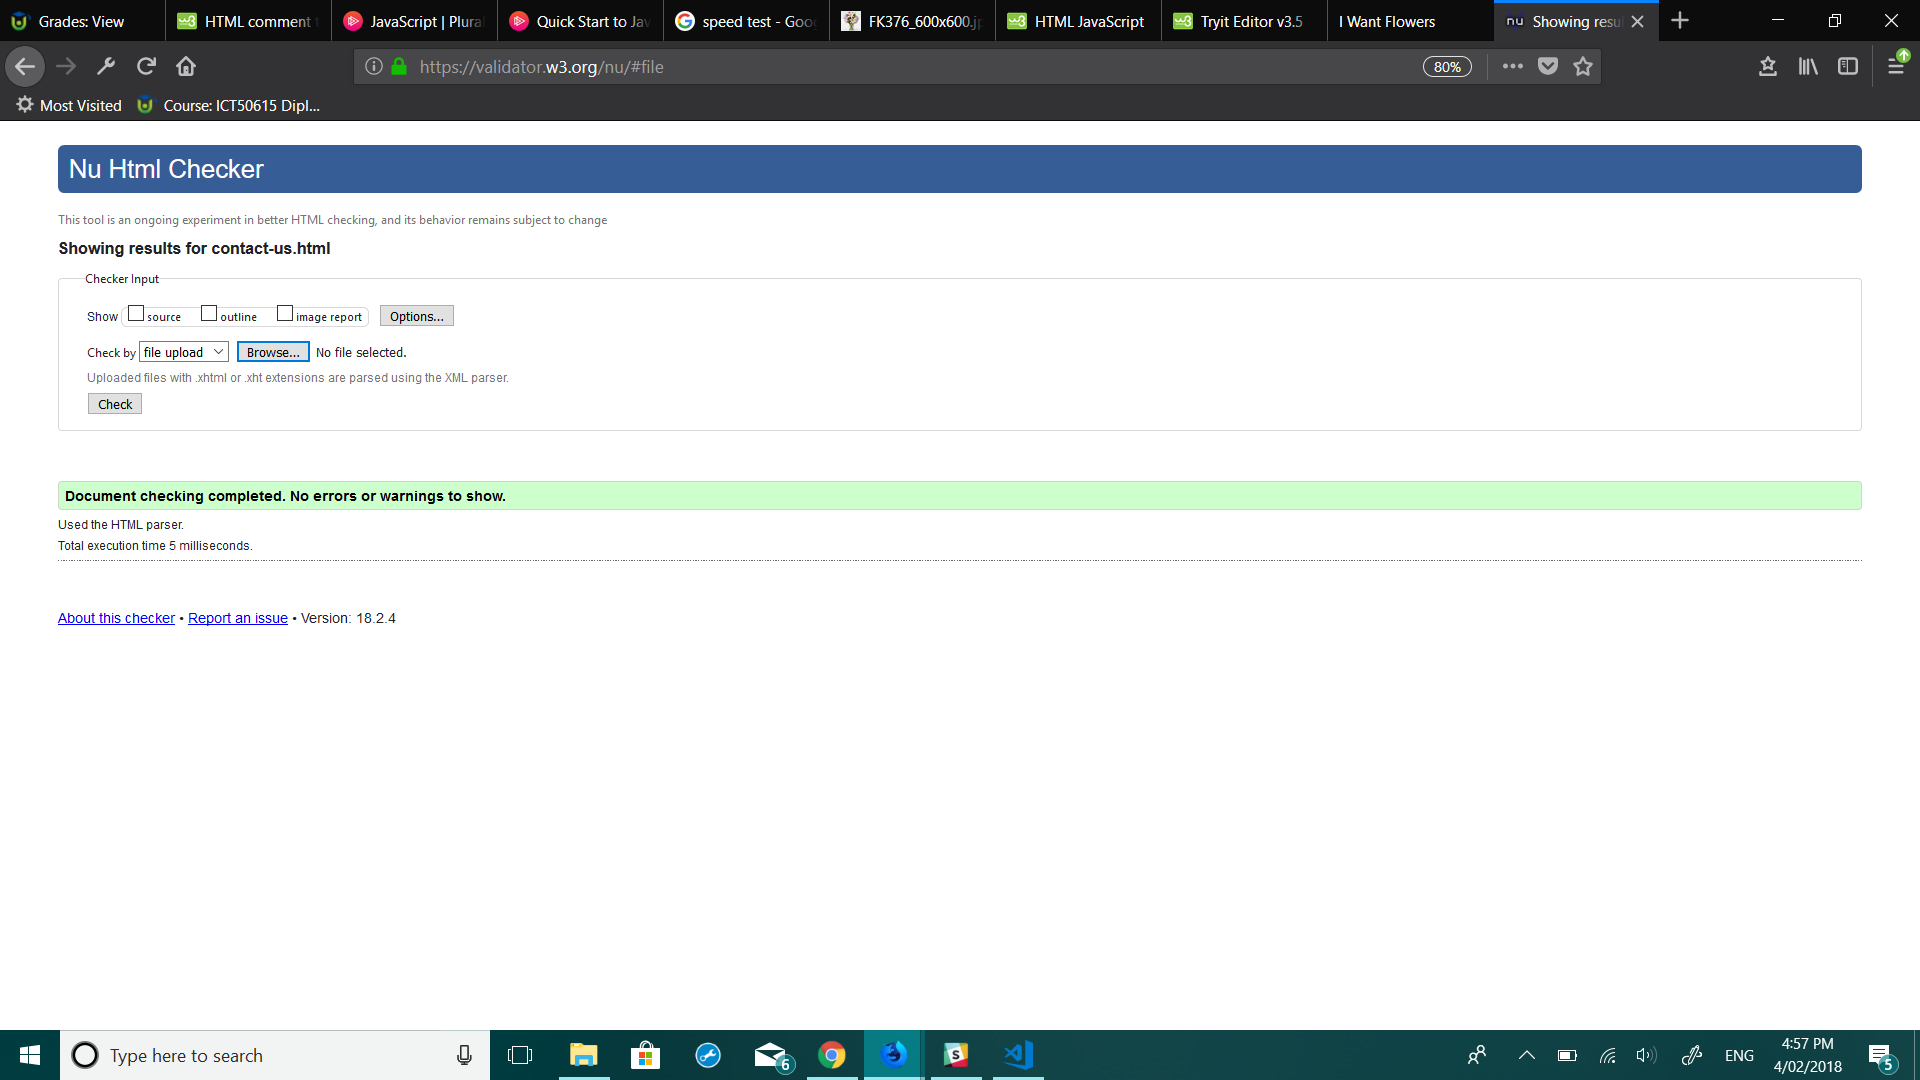 Grades: View
HTML comment
JavaScript | Plura
Quick Start to Jav
speed test - Goo
FK376_600x600.j
HTML JavaScript
Tryit Editor v3.5
I Want Flowers
nu Showing resu
https://validator.w3.org/nu/#file
80%
Most Visited
Course: ICT50615 Dipl...
Nu Html Checker
This tool is an ongoing experiment in better HTML checking, and its behavior remains subject to change
Showing results for contact-us.html
Checker Input
Show source outline image report Options...
Check by file upload Browse... No file selected.
Uploaded files with .xhtml or .xht extensions are parsed using the XML parser.
Check
Document checking completed. No errors or warnings to show.
Used the HTML parser.
Total execution time 5 milliseconds.
About this checker • Report an issue • Version: 18.2.4
Type here to search
6
ENG
4:57 PM
4/02/2018
5